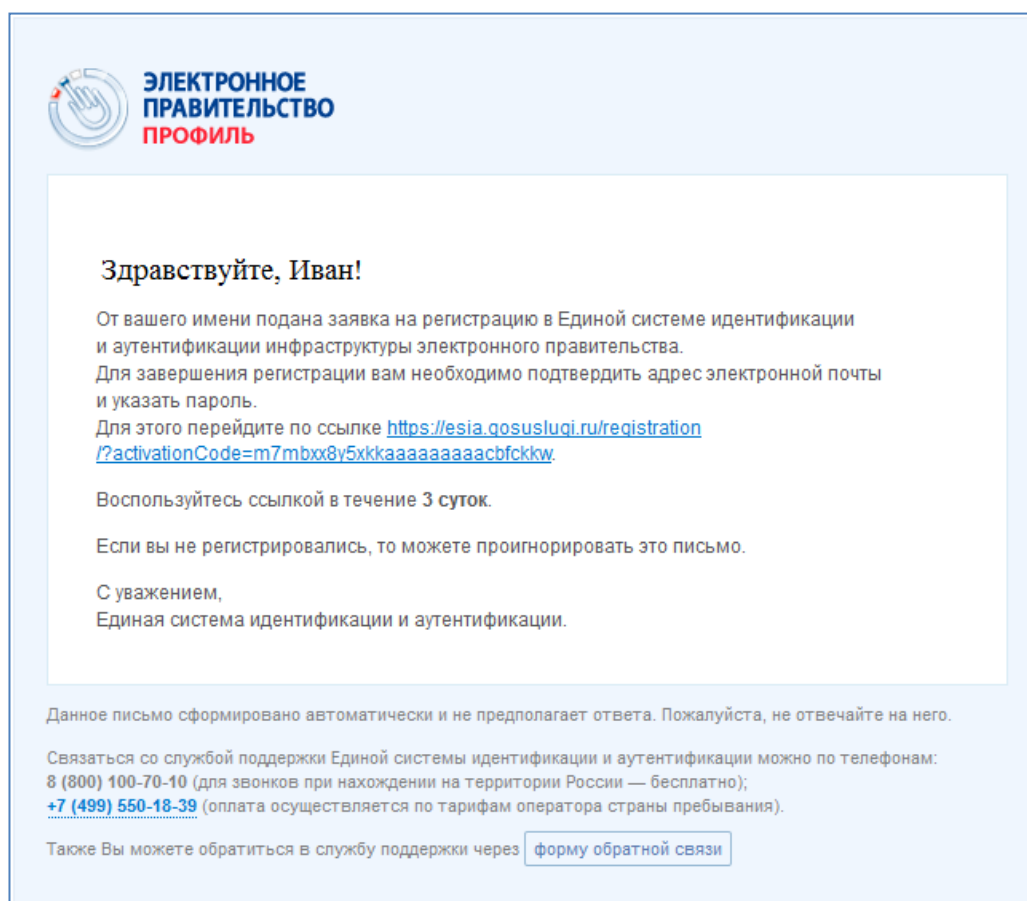 ЭЛЕКТРОННОЕ
ПРАВИТЕЛЬСТВО
ПРОФИЛЬ
Здравствуйте, Иван!
От вашего имени подана заявка на регистрацию в Единой системе идентификации
и аутентификации инфраструктуры электронного правительства.
Для завершения регистрации вам необходимо подтвердить адрес электронной почты
и указать пароль.
Для этого перейдите по ссылке https://esia.gosuslugi.ru/registration
/?activationCode=m7mbxx8y5xkkaaaaaaaaacbfckkw.
Воспользуйтесь ссылкой в течение 3 суток.
Если вы не регистрировались, то можете проигнорировать это письмо.
С уважением,
Единая система идентификации и аутентификации.
Данное письмо сформировано автоматически и не предполагает ответа. Пожалуйста, не отвечайте на него.
Связаться со службой поддержки Единой системы идентификации и аутентификации можно по телефонам:
8 (800) 100-70-10 (для звонков при нахождении на территории России — бесплатно);
+7 (499) 550-18-39 (оплата осуществляется по тарифам оператора страны пребывания).
Также Вы можете обратиться в службу поддержки через форму обратной связи